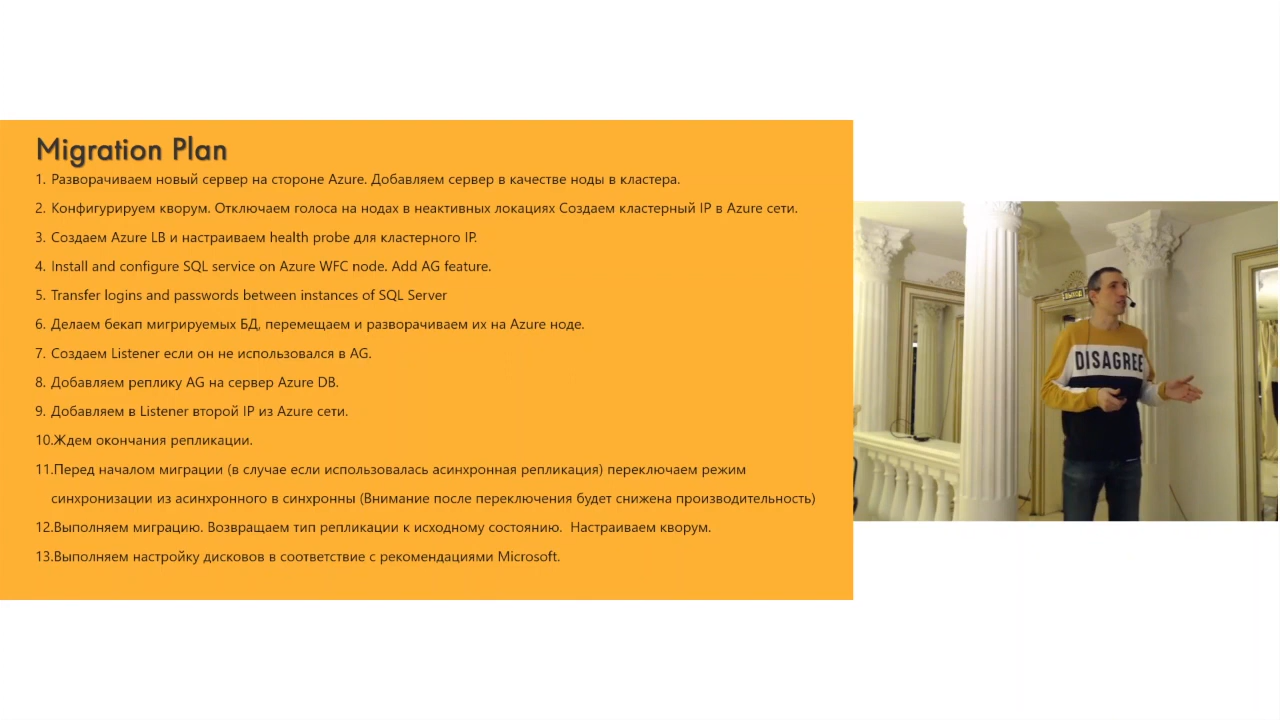 Migration Plan
1. Разворачиваем новый сервер на стороне Azure. Добавляем сервер в качестве ноды в кластера.
2. Конфигурируем кворум. Отключаем голоса на нодах в неактивных локациях Создаем кластерный IP в Azure сети.
3. Создаем Azure LB и настраиваем health probe для кластерного IP.
4. Install and configure SQL service on Azure WFC node. Add AG feature.
5. Transfer logins and passwords between instances of SQL Server
6. Делаем бекап мигрируемых БД, перемещаем и разворачиваем их на Azure ноде.
7. Создаем Listener если он не использовался в AG.
8. Добавляем реплику AG на сервер Azure DB.
9. Добавляем в Listener второй IP из Azure сети.
10.Ждем окончания репликации.
11.Перед началом миграции (в случае если использовалась асинхронная репликация) переключаем режим
синхронизации из асинхронного в синхронны (Внимание после переключения будет снижена производительность)
12.Выполняем миграцию. Возвращаем тип репликации к исходному состоянию.  Настраиваем кворум.
13.Выполняем настройку дисковов в соответствие с рекомендациями Microsoft.
DISAGREE